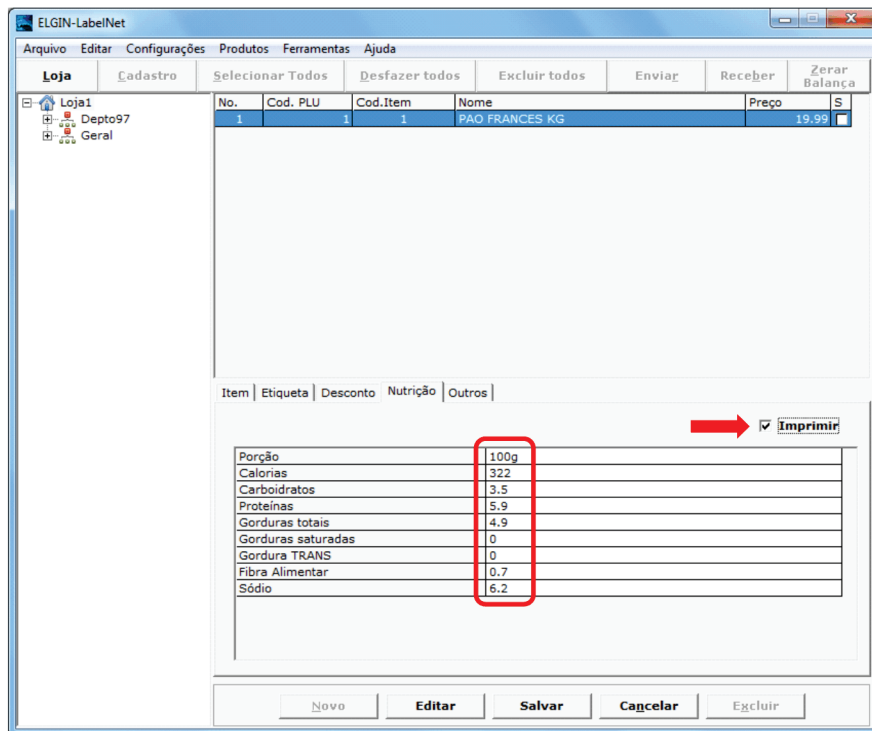 ELGIN-LabelNet
Arquivo Editar Configurações Produtos Ferramentas Ajuda
Loja Cadastro Selecionar Todos Desfazer todos Excluir todos Enviar Receber Zerar Balança
Loja1
Depto97
Geral
No. Cod. PLU Cod.Item Nome Preço S
1 1 1 PAO FRANCES KG 19.99
Item Etiqueta Desconto Nutrição Outros
Imprimir
Porção 100g
Calorias 322
Carboidratos 3.5
Proteínas 5.9
Gorduras totais 4.9
Gorduras saturadas 0
Gordura TRANS 0
Fibra Alimentar 0.7
Sódio 6.2
Novo Editar Salvar Cancelar Excluir